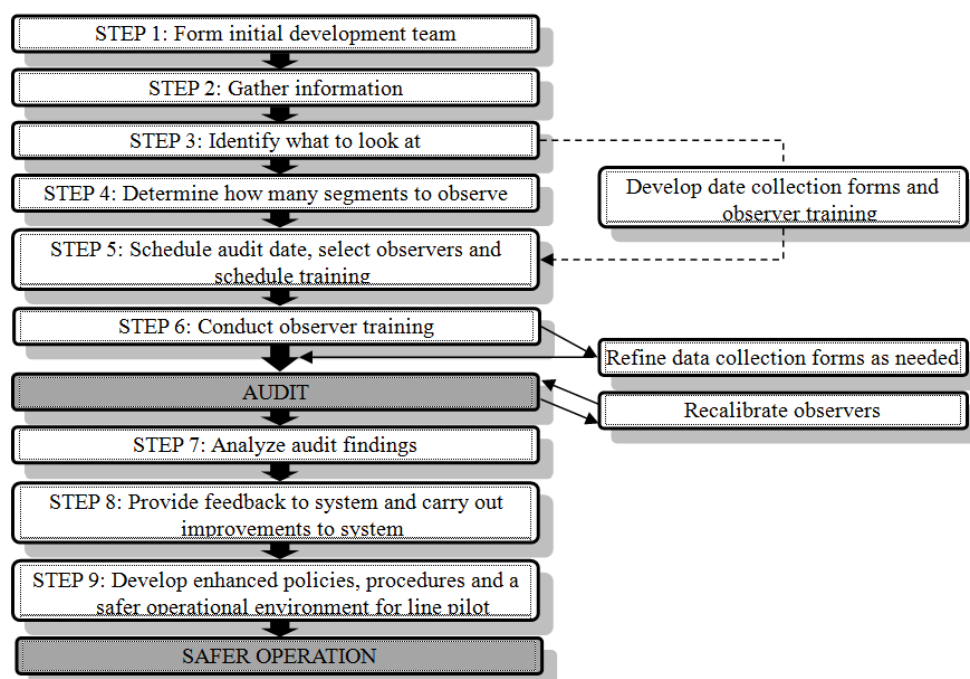 STEP 1: Form initial development team
STEP 2: Gather information
STEP 3: Identify what to look at
STEP 4: Determine how many segments to observe
Develop date collection forms and
observer training
STEP 5: Schedule audit date, select observers and
schedule training
STEP 6: Conduct observer training
Refine data collection forms as needed
AUDIT
Recalibrate observers
STEP 7: Analyze audit findings
STEP 8: Provide feedback to system and carry out
improvements to system
STEP 9: Develop enhanced policies, procedures and a
safer operational environment for line pilot
SAFER OPERATION